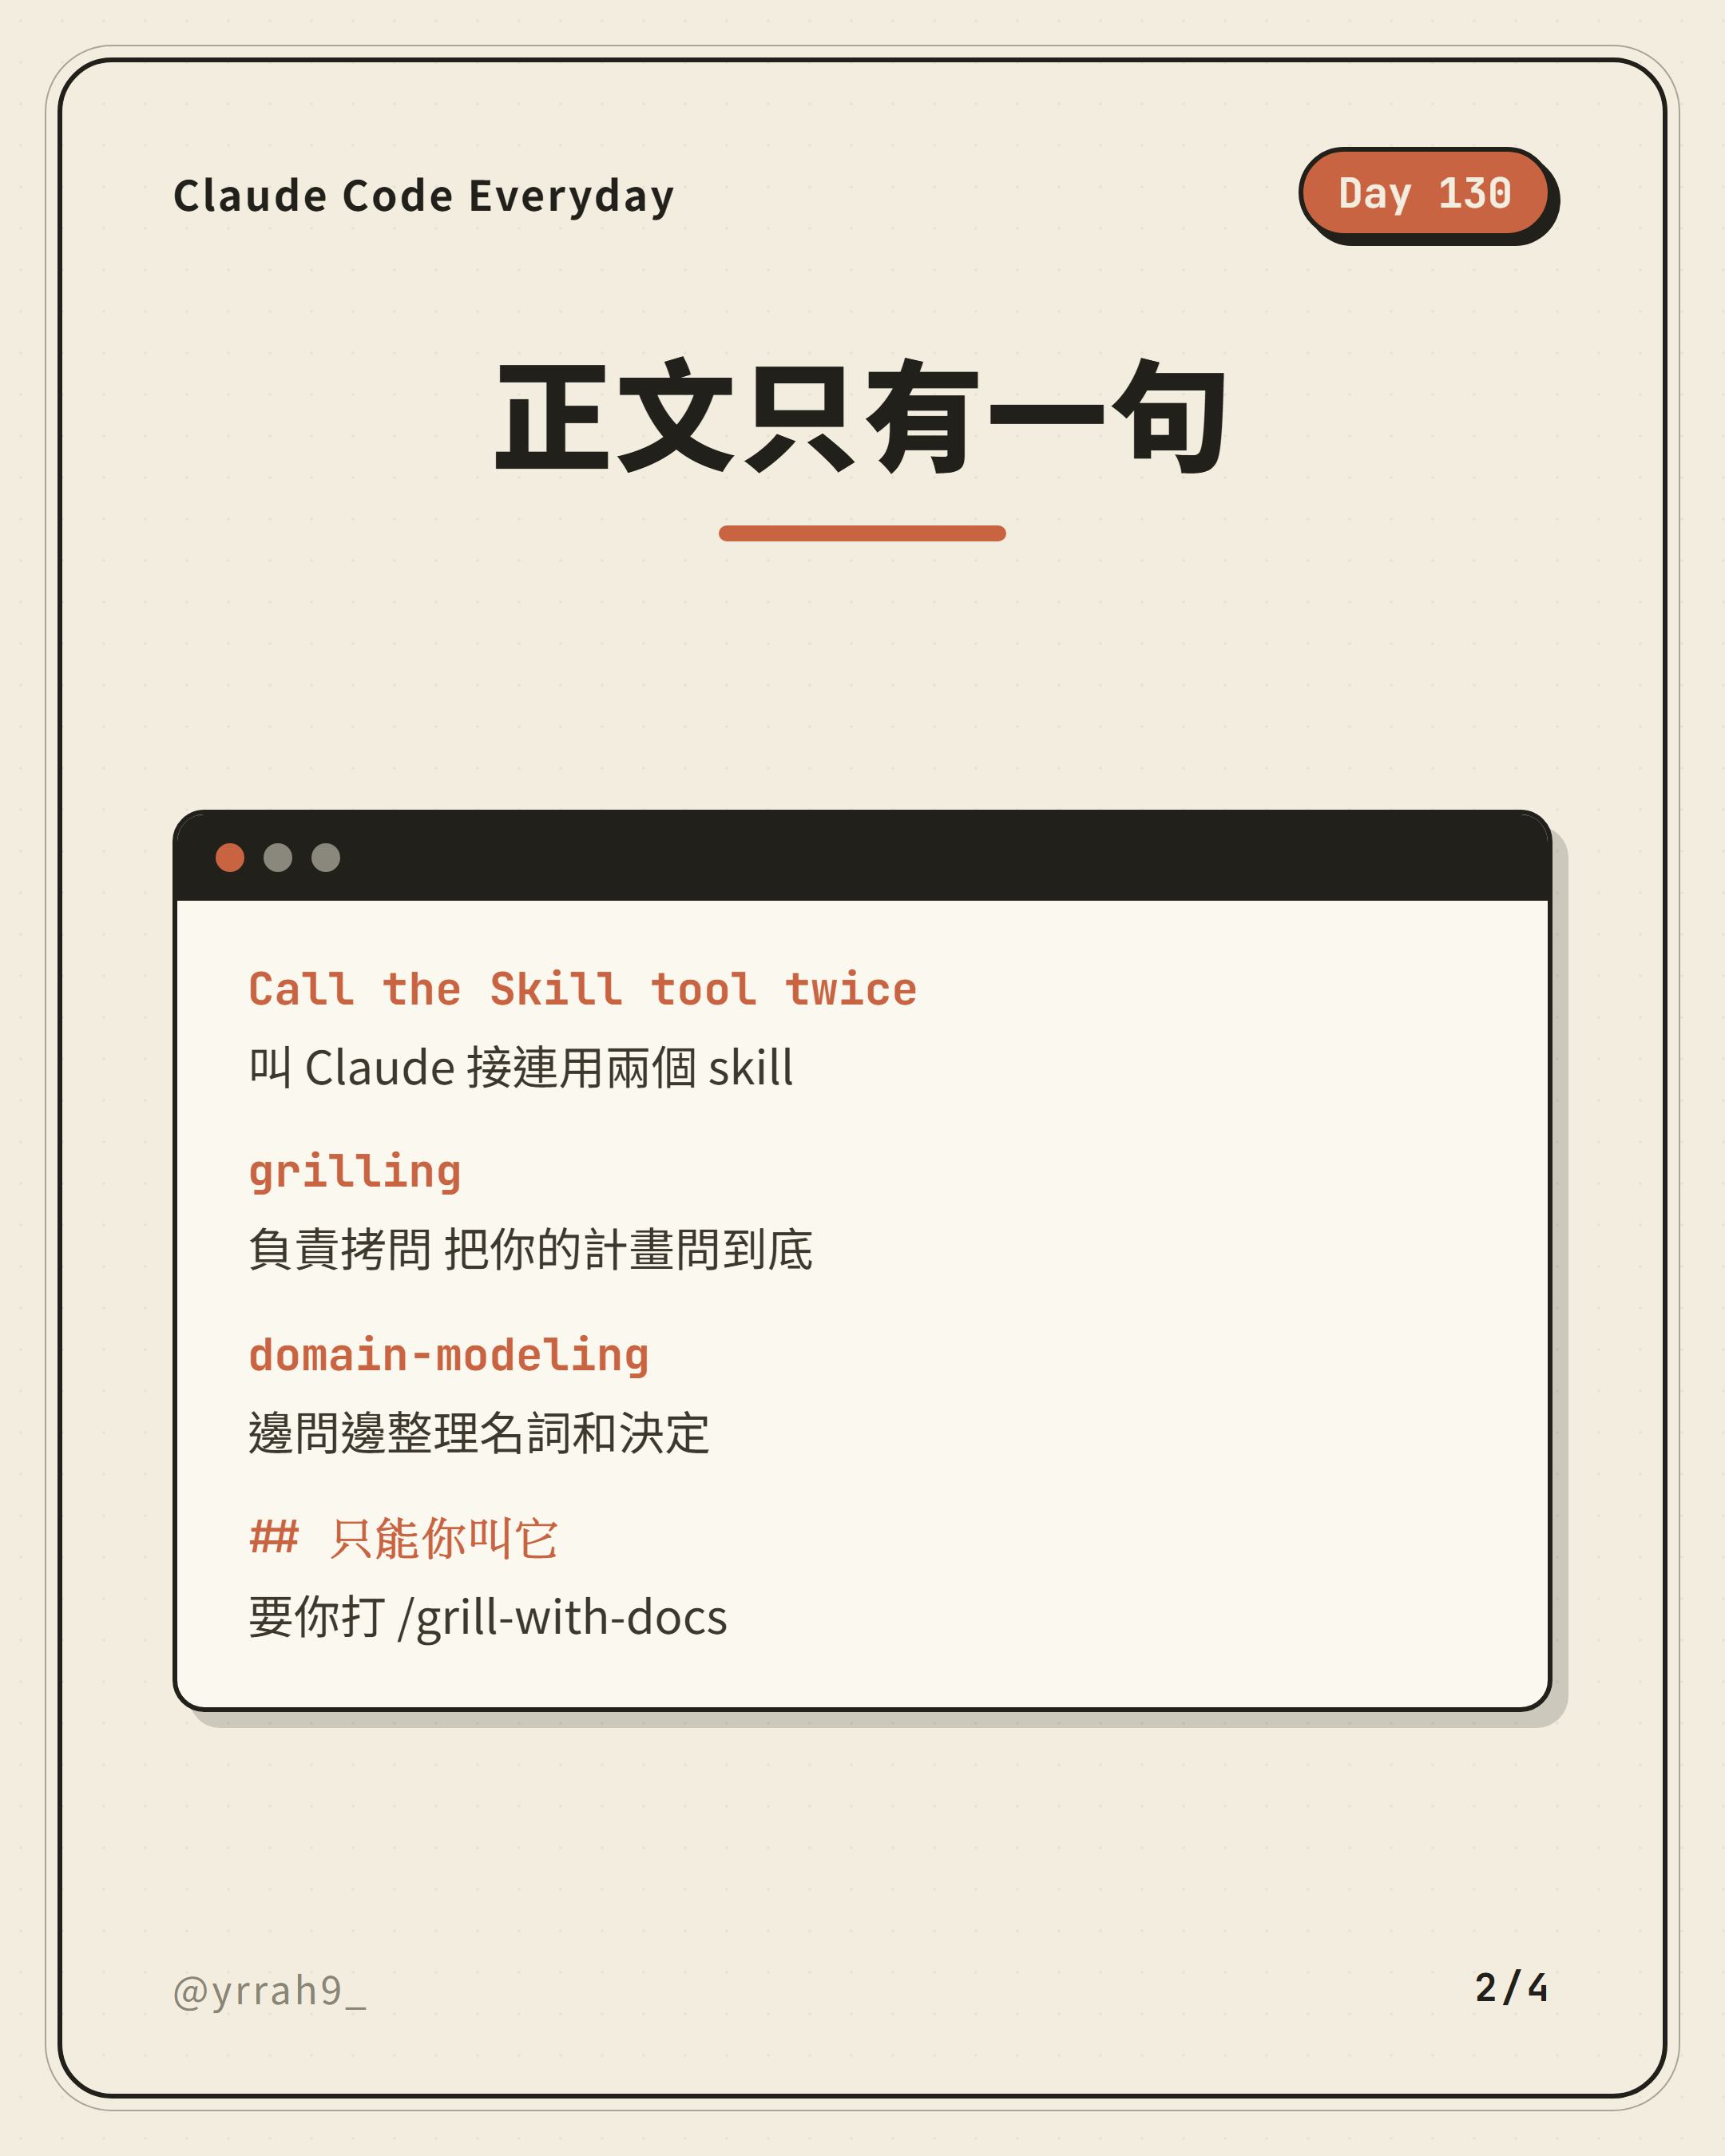 Claude Code Everyday
Day 130
正文只有一句
Call the Skill tool twice
叫 Claude 接連用兩個 skill
grilling
負責拷問 把你的計畫問到底
domain-modeling
邊問邊整理名詞和決定
## 只能你叫它
要你打 /grill-with-docs
@yrrah9_
2/4